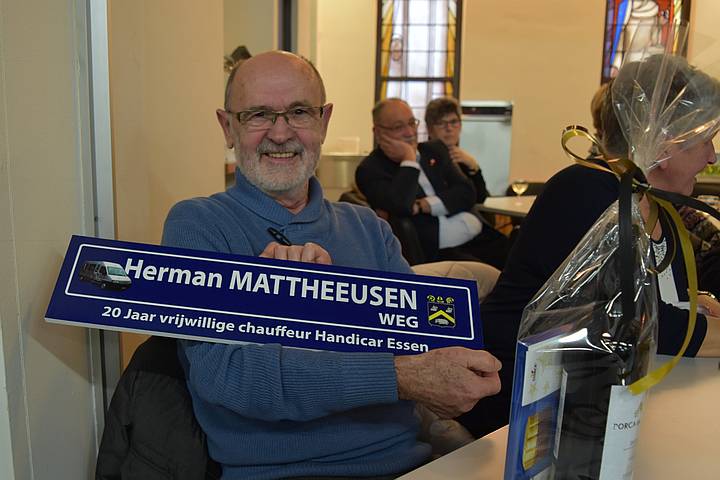 Herman MATTHEEUSEN
WEG
20 Jaar vrijwillige chauffeur Handicar Essen